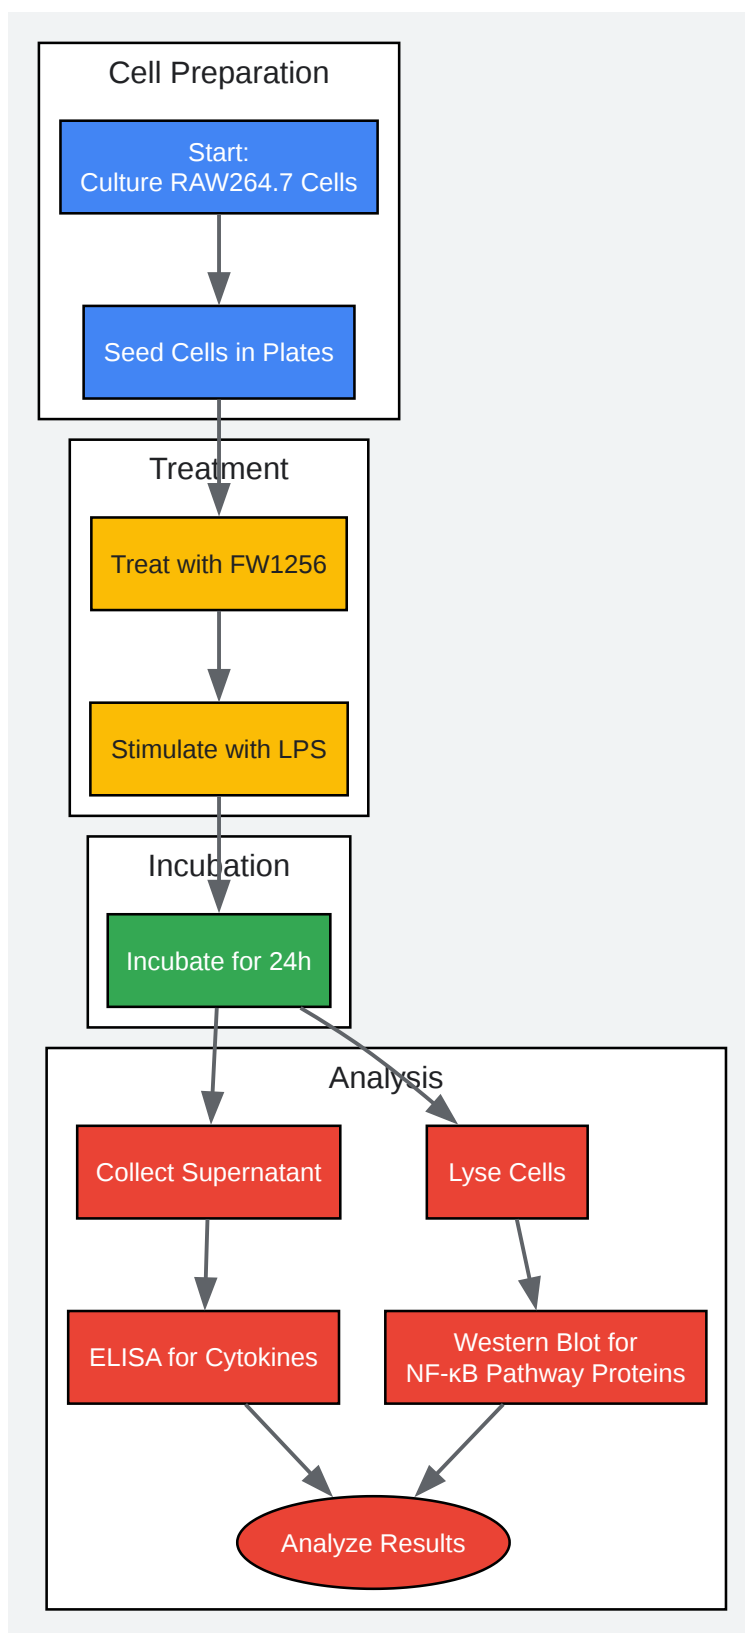 Cell Preparation
Start:
Culture RAW264.7 Cells
Seed Cells in Plates
Treatment
Treat with FW1256
Stimulate with LPS
Incubation
Incubate for 24h
Analysis
Collect Supernatant
Lyse Cells
ELISA for Cytokines
Western Blot for
NF-κB Pathway Proteins
Analyze Results